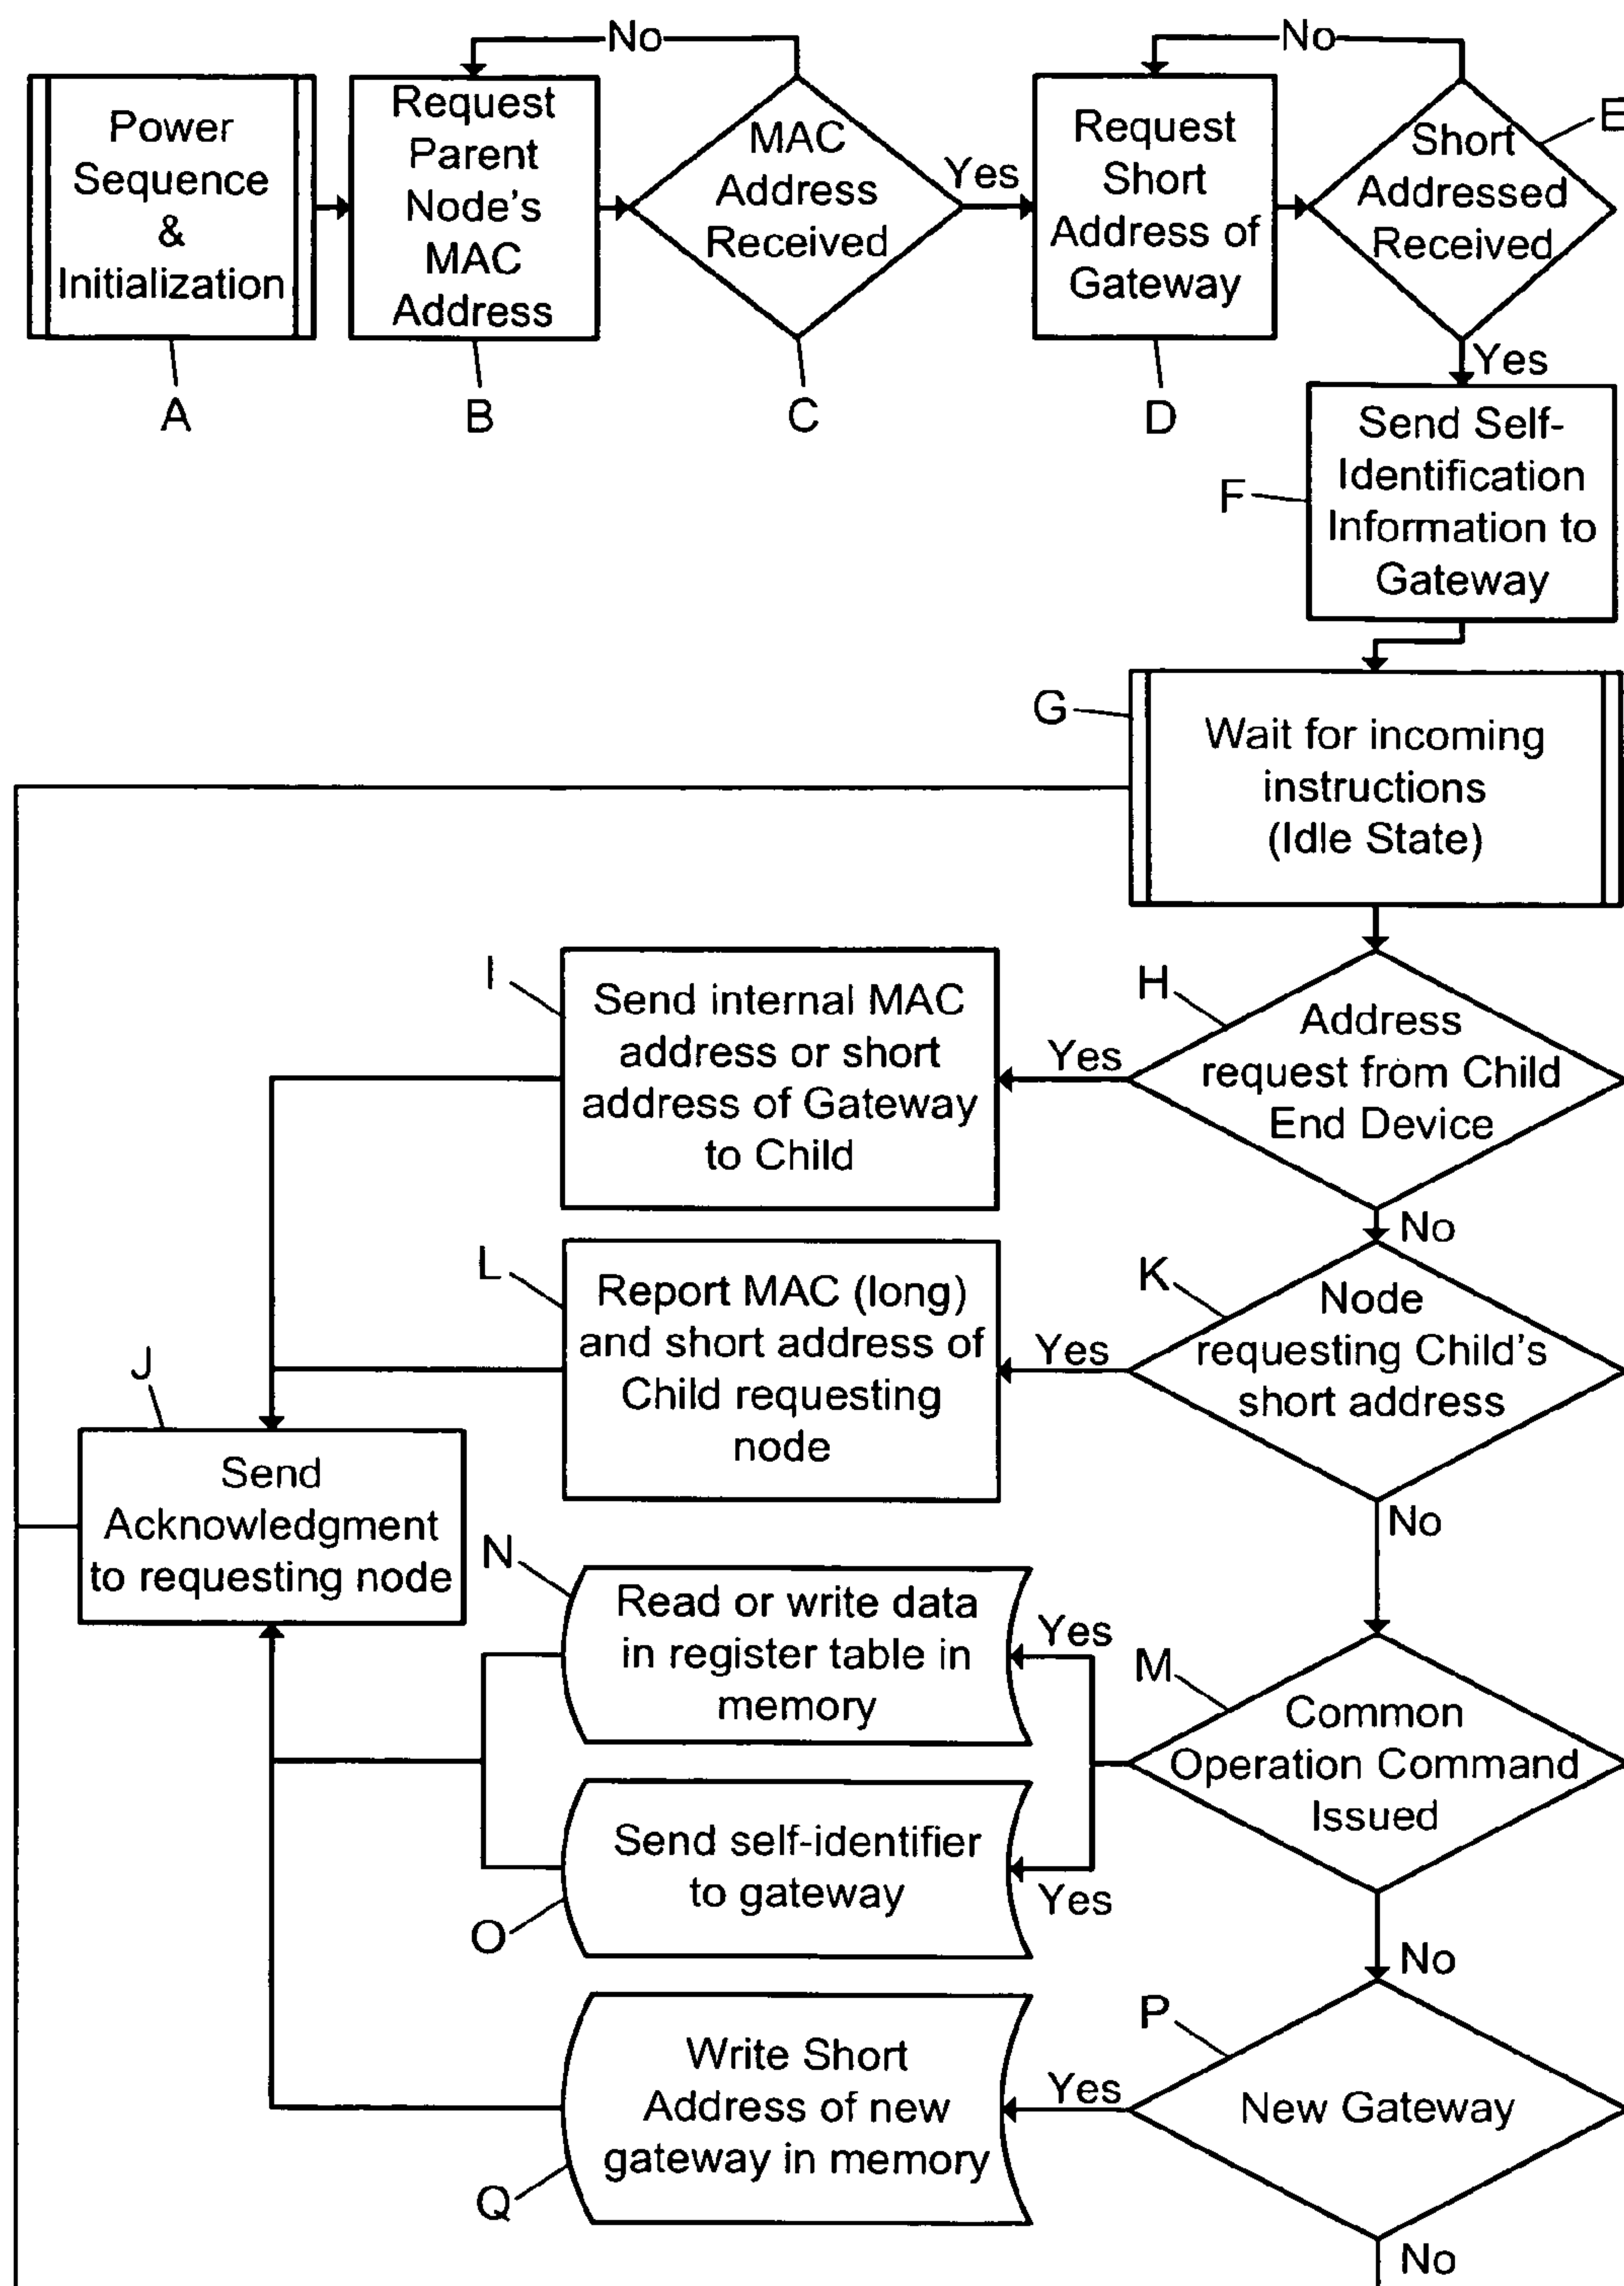 No
No
Power
Sequence
&
Initialization
Request
Parent
Node's
MAC
Address
MAC
Address
Received
Yes
Request
Short
Address of
Gateway
Short
Addressed
Received
E
A
B
C
D
Yes
Send Self-
Identification
Information to
Gateway
F
G
Wait for incoming
instructions
(Idle State)
H
Address
request from Child
End Device
Yes
I
Send internal MAC
address or short
address of Gateway
to Child
No
K
Node
requesting Child's
short address
Yes
L
Report MAC (long)
and short address of
Child requesting
node
J
Send
Acknowledgment
to requesting node
No
M
Common
Operation Command
Issued
Yes
N
Read or write data
in register table in
memory
Send self-identifier
to gateway
Yes
O
No
P
New Gateway
Yes
Write Short
Address of new
gateway in memory
Q
No